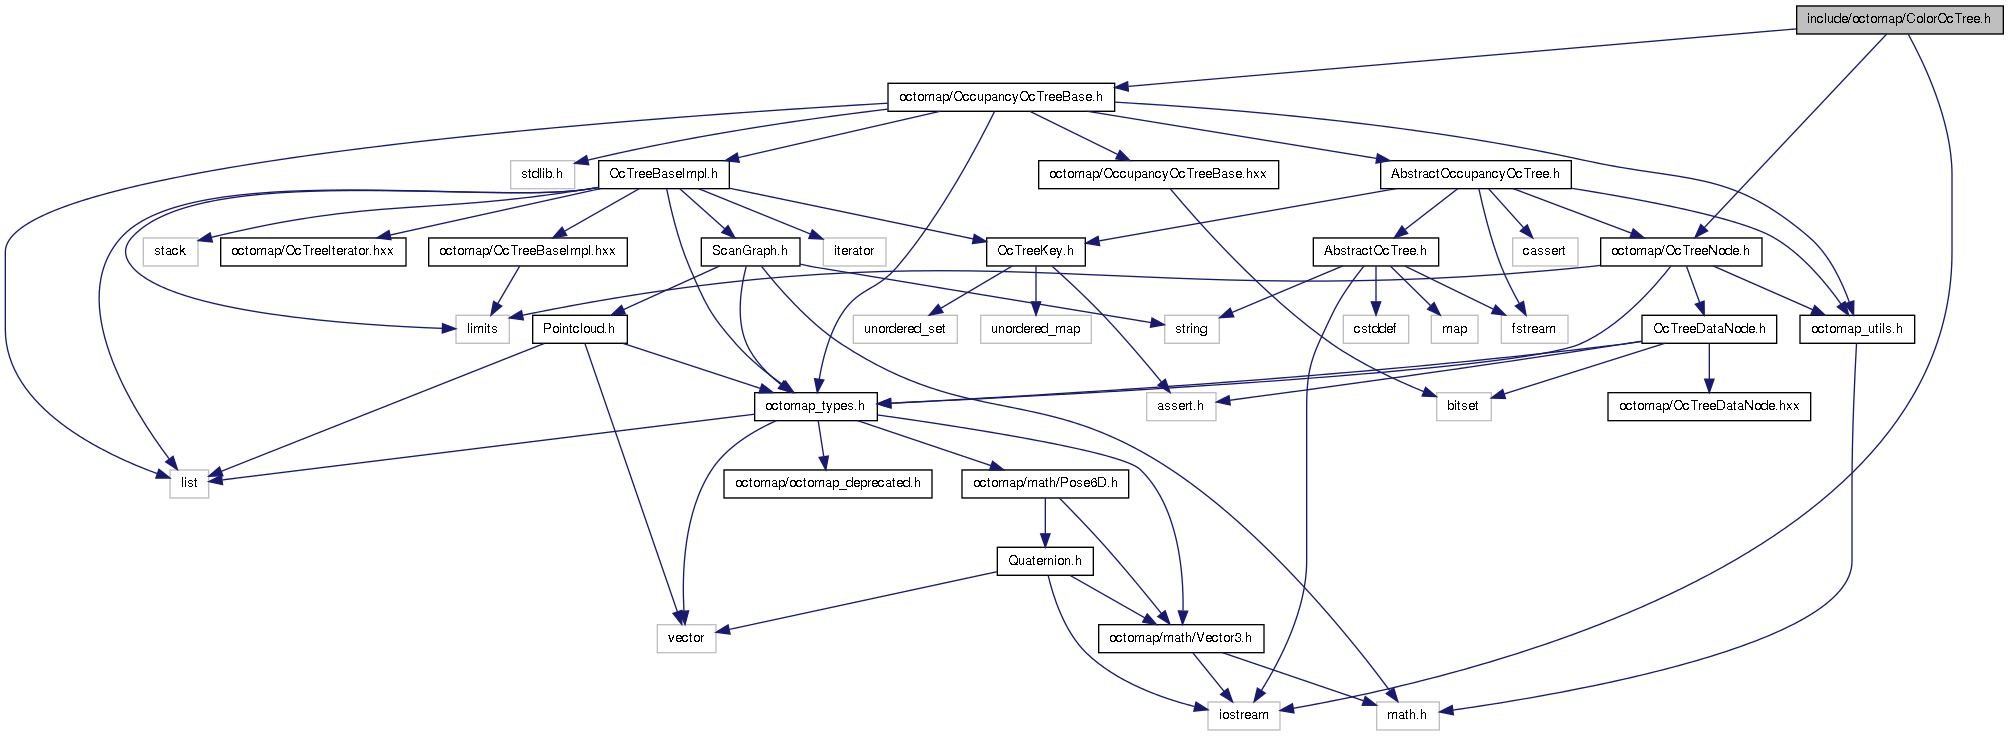 include/octomap/ColorOcTree.h
octomap/OccupancyOcTreeBase.h
stdlib.h
OcTreeBaseImpl.h
octomap/OccupancyOcTreeBase.hxx
AbstractOccupancyOcTree.h
stack
octomap/OcTreeIterator.hxx
octomap/OcTreeBaseImpl.hxx
ScanGraph.h
iterator
OcTreeKey.h
AbstractOcTree.h
cassert
octomap/OcTreeNode.h
limits
Pointcloud.h
unordered_set
unordered_map
string
cstddef
map
fstream
OcTreeDataNode.h
octomap_utils.h
octomap_types.h
assert.h
bitset
octomap/OcTreeDataNode.hxx
list
octomap/octomap_deprecated.h
octomap/math/Pose6D.h
Quaternion.h
vector
octomap/math/Vector3.h
iostream
math.h